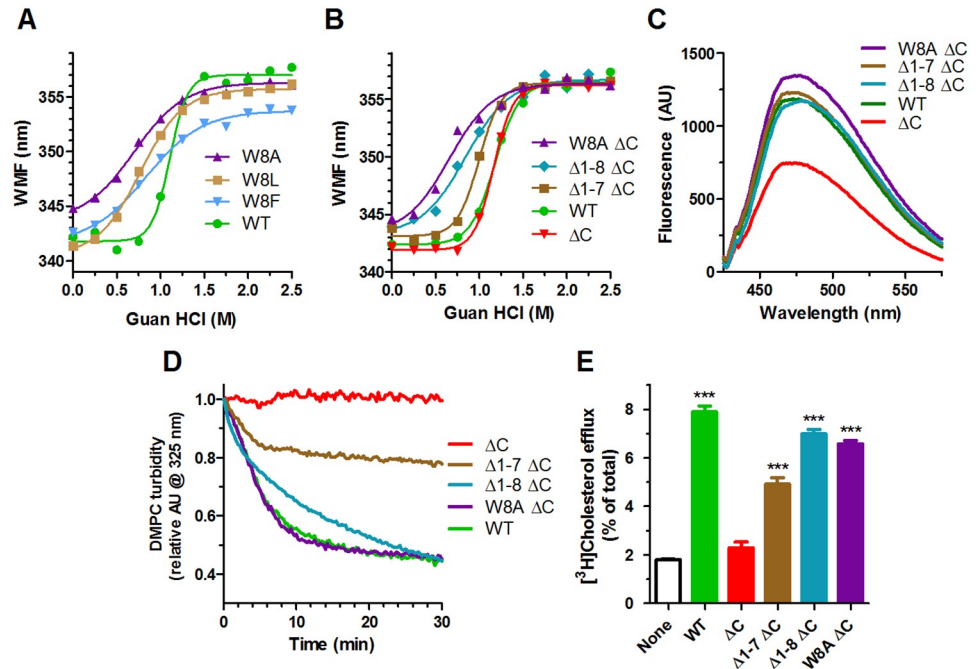 A
WMF (nm)
355
350
345
340
W8A
W8L
W8F
WT
0.0 0.5 1.0 1.5 2.0 2.5
Guan HCl (M)
B
WMF (nm)
355
350
345
340
W8A ΔC
Δ1-8 ΔC
Δ1-7 ΔC
WT
ΔC
0.0 0.5 1.0 1.5 2.0 2.5
Guan HCl (M)
C
Fluorescence (AU)
1500
1250
1000
750
500
250
0
W8A ΔC
Δ1-7 ΔC
Δ1-8 ΔC
WT
ΔC
450 500 550
Wavelength (nm)
D
DMPC turbidity
(relative AU @ 325 nm)
1.0
0.8
0.6
0.4
ΔC
Δ1-7 ΔC
Δ1-8 ΔC
W8A ΔC
WT
0 10 20 30
Time (min)
E
[³H]Cholesterol efflux
(% of total)
8
6
4
2
0
***
***
***
***
None
WT
ΔC
Δ1-7 ΔC
Δ1-8 ΔC
W8A ΔC